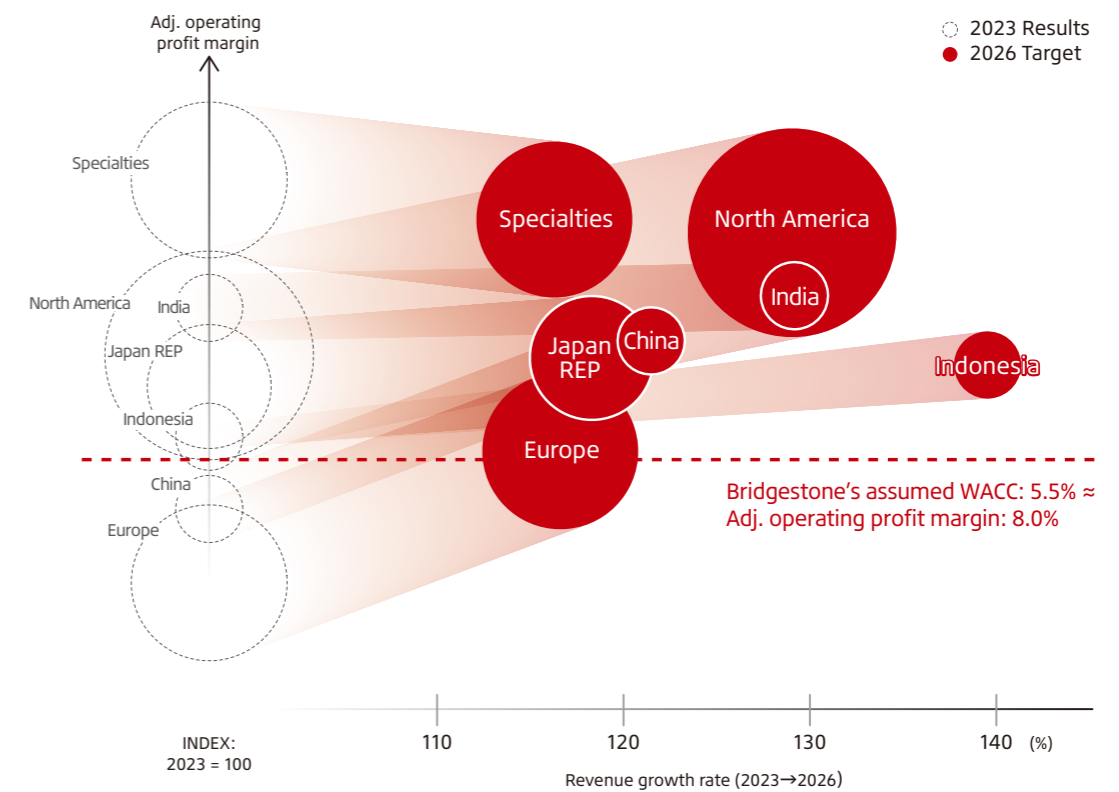 Adj. operating
profit margin
2023 Results
2026 Target
Specialties
North America
India
Japan REP
Indonesia
China
Europe
Specialties
North America
India
Japan
REP
China
Indonesia
Europe
Bridgestone’s assumed WACC: 5.5% ≈
Adj. operating profit margin: 8.0%
INDEX:
2023 = 100
110
120
130
140
(%)
Revenue growth rate (2023→2026)